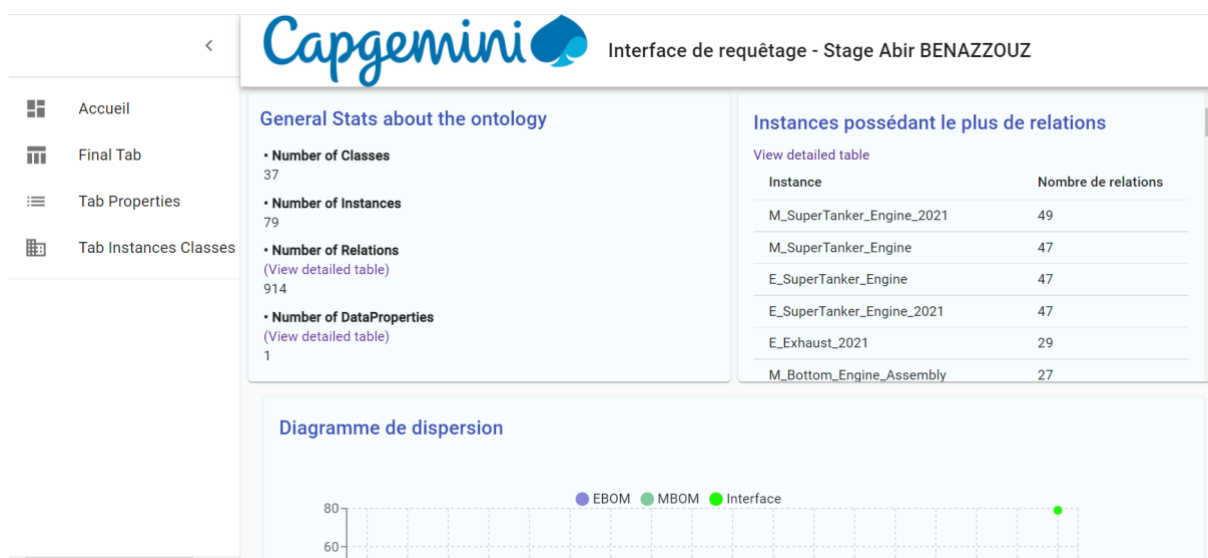 Capgemini
Interface de requêtage - Stage Abir BENAZZOUZ
Accueil
Final Tab
Tab Properties
Tab Instances Classes
General Stats about the ontology
• Number of Classes
37
• Number of Instances
79
• Number of Relations
(View detailed table)
914
• Number of DataProperties
(View detailed table)
1
Instances possédant le plus de relations
View detailed table
Instance Nombre de relations
M_SuperTanker_Engine_2021 49
M_SuperTanker_Engine 47
E_SuperTanker_Engine 47
E_SuperTanker_Engine_2021 47
E_Exhaust_2021 29
M_Bottom_Engine_Assembly 27
Diagramme de dispersion
EBOM MBOM Interface
80
60